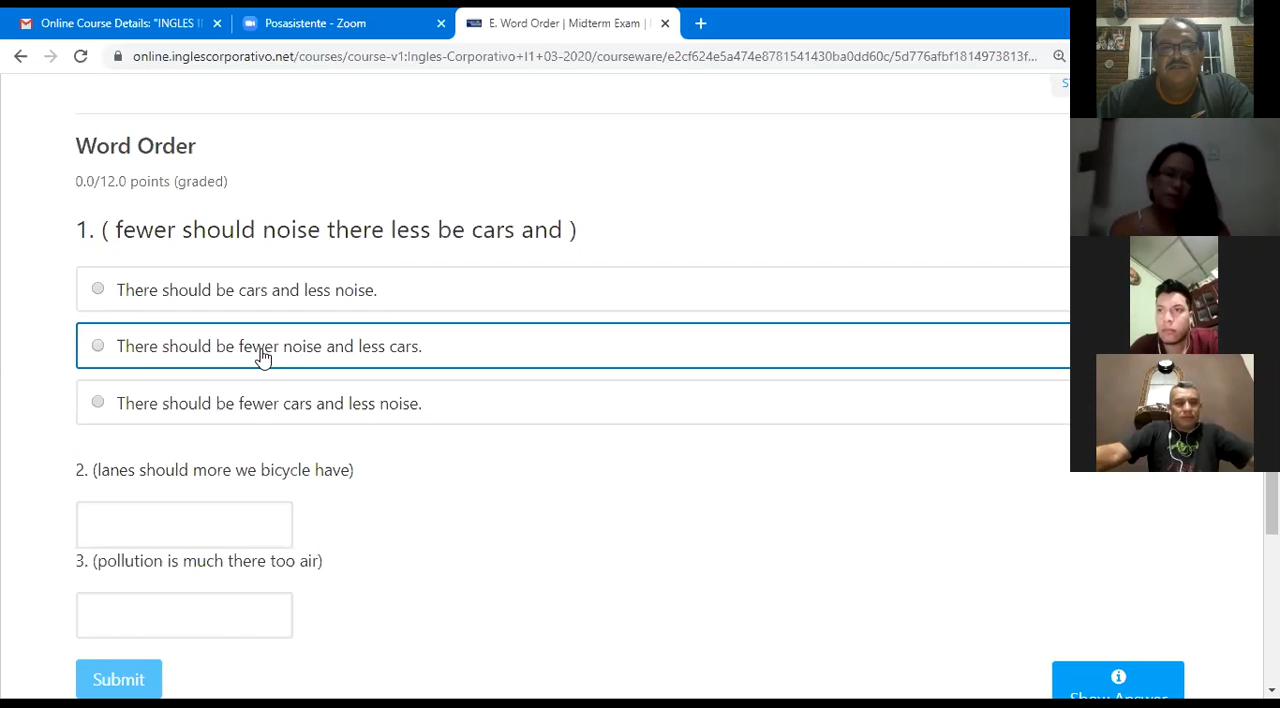 Online Course Details: "INGLES I
Posasistente - Zoom
E. Word Order | Midterm Exam |
online.inglescorporativo.net/courses/course-v1:Ingles-Corporativo+I1+03-2020/courseware/e2cf624e5a474e8781541430ba0dd60c/5d776afbf1814973813f...
Word Order
0.0/12.0 points (graded)
1. ( fewer should noise there less be cars and )
There should be cars and less noise.
There should be fewer noise and less cars.
There should be fewer cars and less noise.
2. (lanes should more we bicycle have)
3. (pollution is much there too air)
Submit
Show Answer